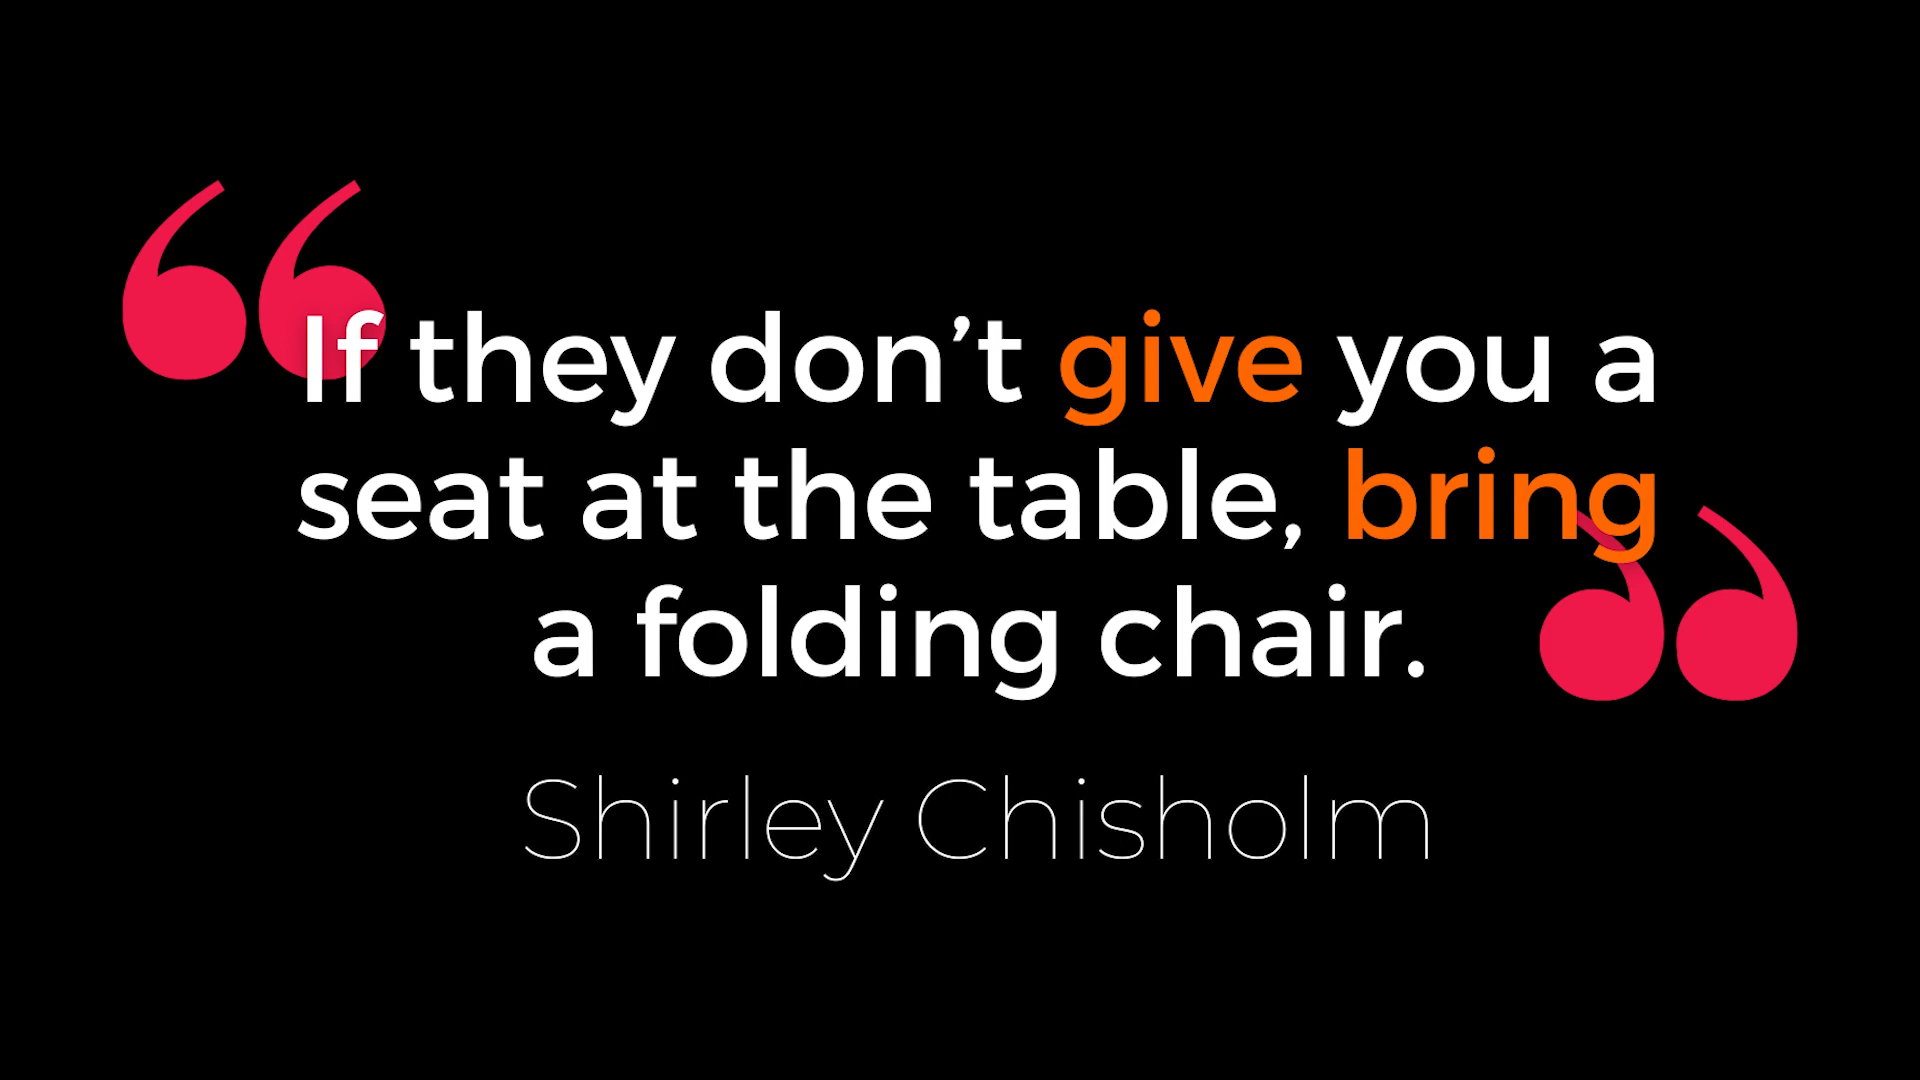 “If they don’t give you a
seat at the table, bring
a folding chair.”
Shirley Chisholm